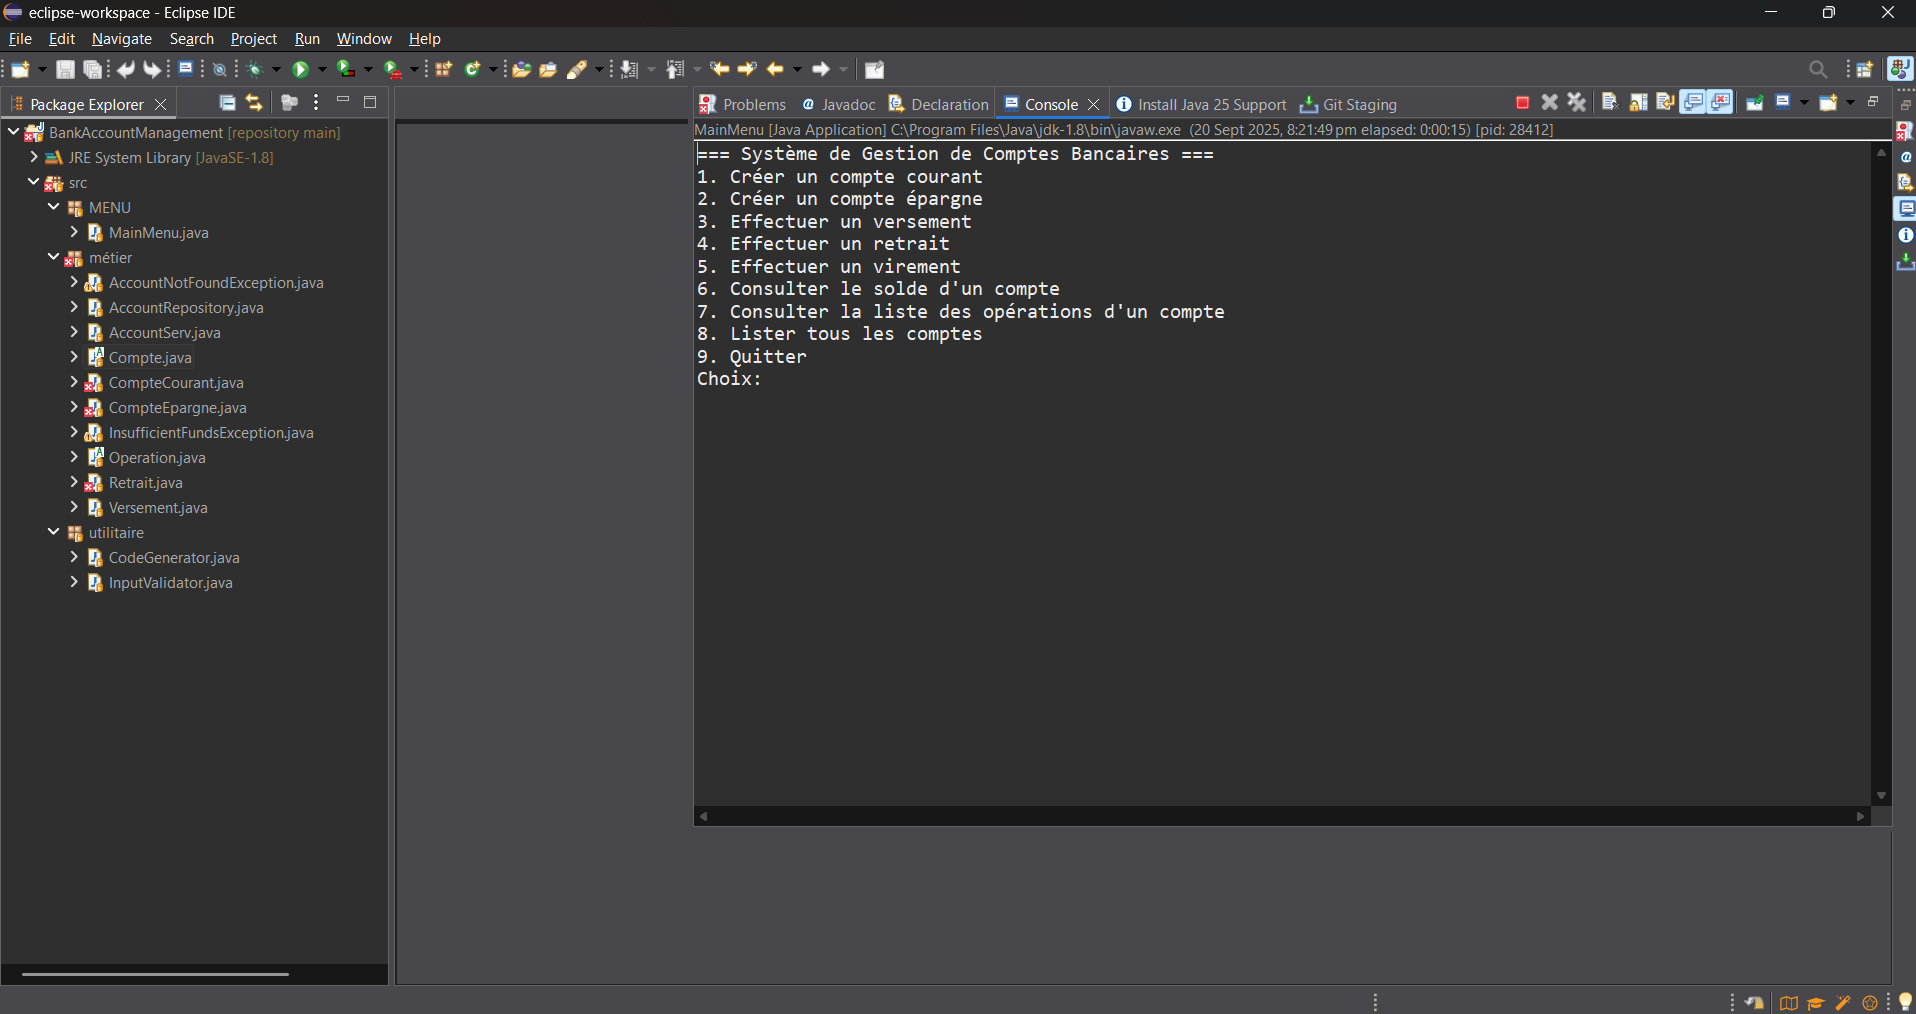 eclipse-workspace - Eclipse IDE
File Edit Navigate Search Project Run Window Help
Package Explorer
BankAccountManagement [repository main]
JRE System Library [JavaSE-1.8]
src
MENU
MainMenu.java
métier
AccountNotFoundException.java
AccountRepository.java
AccountServ.java
Compte.java
CompteCourant.java
CompteEpargne.java
InsufficientFundsException.java
Operation.java
Retrait.java
Versement.java
utilitaire
CodeGenerator.java
InputValidator.java
Problems Javadoc Declaration Console Install Java 25 Support Git Staging
MainMenu [Java Application] C:\Program Files\Java\jdk-1.8\bin\javaw.exe (20 Sept 2025, 8:21:49 pm elapsed: 0:00:15) [pid: 28412]
=== Système de Gestion de Comptes Bancaires ===
1. Créer un compte courant
2. Créer un compte épargne
3. Effectuer un versement
4. Effectuer un retrait
5. Effectuer un virement
6. Consulter le solde d'un compte
7. Consulter la liste des opérations d'un compte
8. Lister tous les comptes
9. Quitter
Choix: